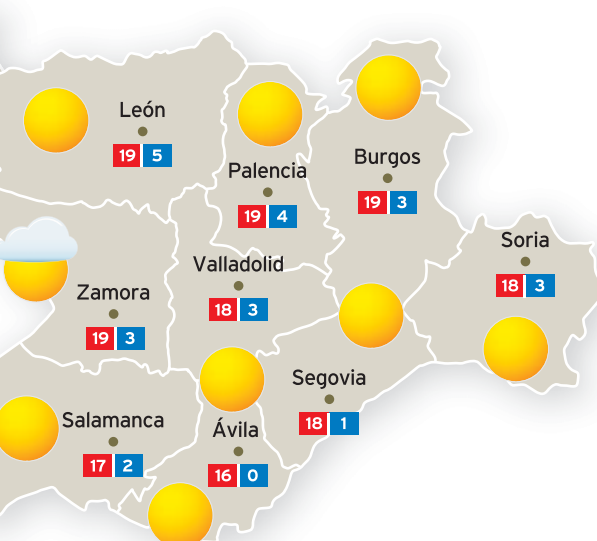 León
19 5
Palencia
19 4
Burgos
19 3
Soria
18 3
Valladolid
18 3
Zamora
19 3
Segovia
18 1
Salamanca
17 2
Ávila
16 0